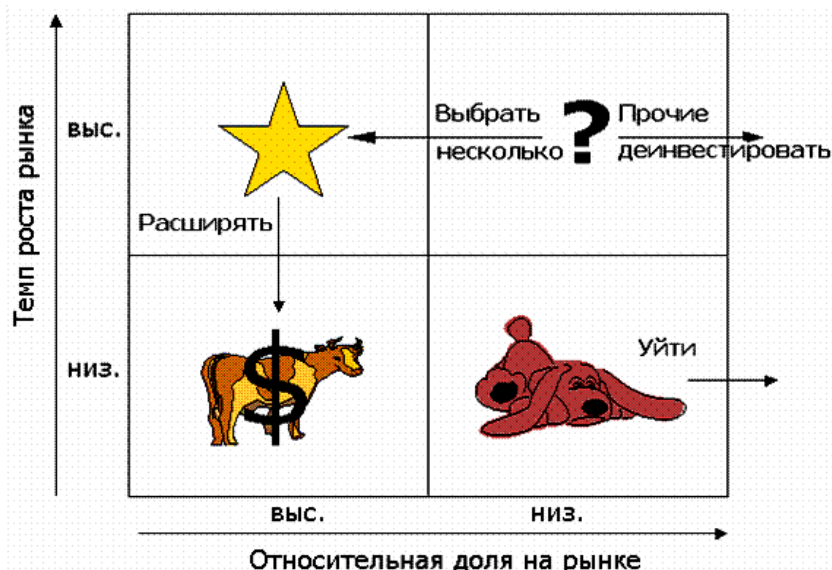 Темп роста рынка
выс.
Выбрать
несколько
?
Прочие
деинвестировать
Расширять
низ.
$
Уйти
выс.
низ.
Относительная доля на рынке